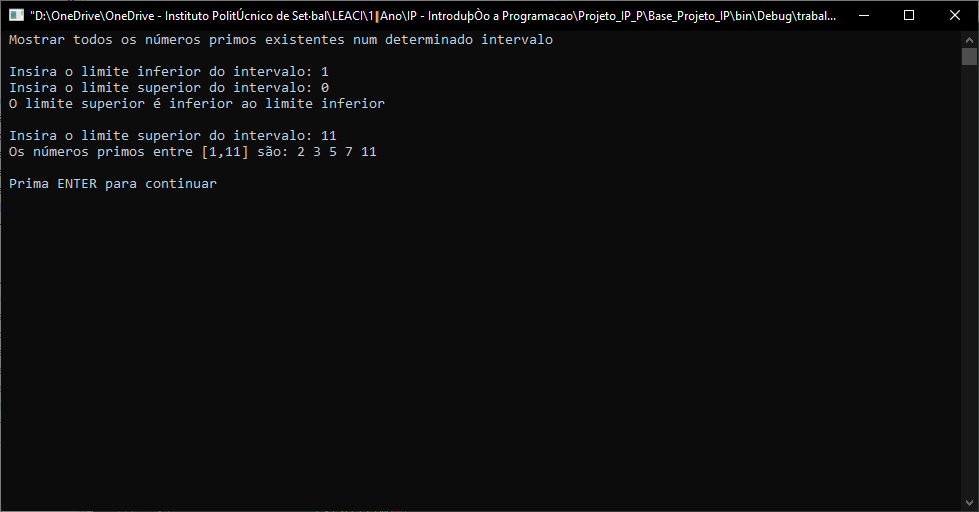 "D:\OneDrive\OneDrive - Instituto PolitÚcnico de Set·bal\LEACI\1║Ano\IP - IntroduþÒo a Programacao\Projeto_IP_P\Base_Projeto_IP\bin\Debug\trabal...
Mostrar todos os números primos existentes num determinado intervalo
Insira o limite inferior do intervalo: 1
Insira o limite superior do intervalo: 0
O limite superior é inferior ao limite inferior
Insira o limite superior do intervalo: 11
Os números primos entre [1,11] são: 2 3 5 7 11
Prima ENTER para continuar